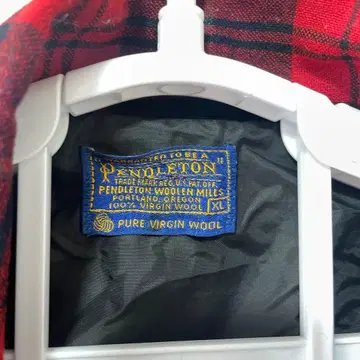 WARRANTED TO BE A
"PENDLETON"
TRADE MARK REG. U.S. PAT. OFF.
PENDLETON WOOLEN MILLS
PORTLAND, OREGON
100% VIRGIN WOOL XL
PURE VIRGIN WOOL